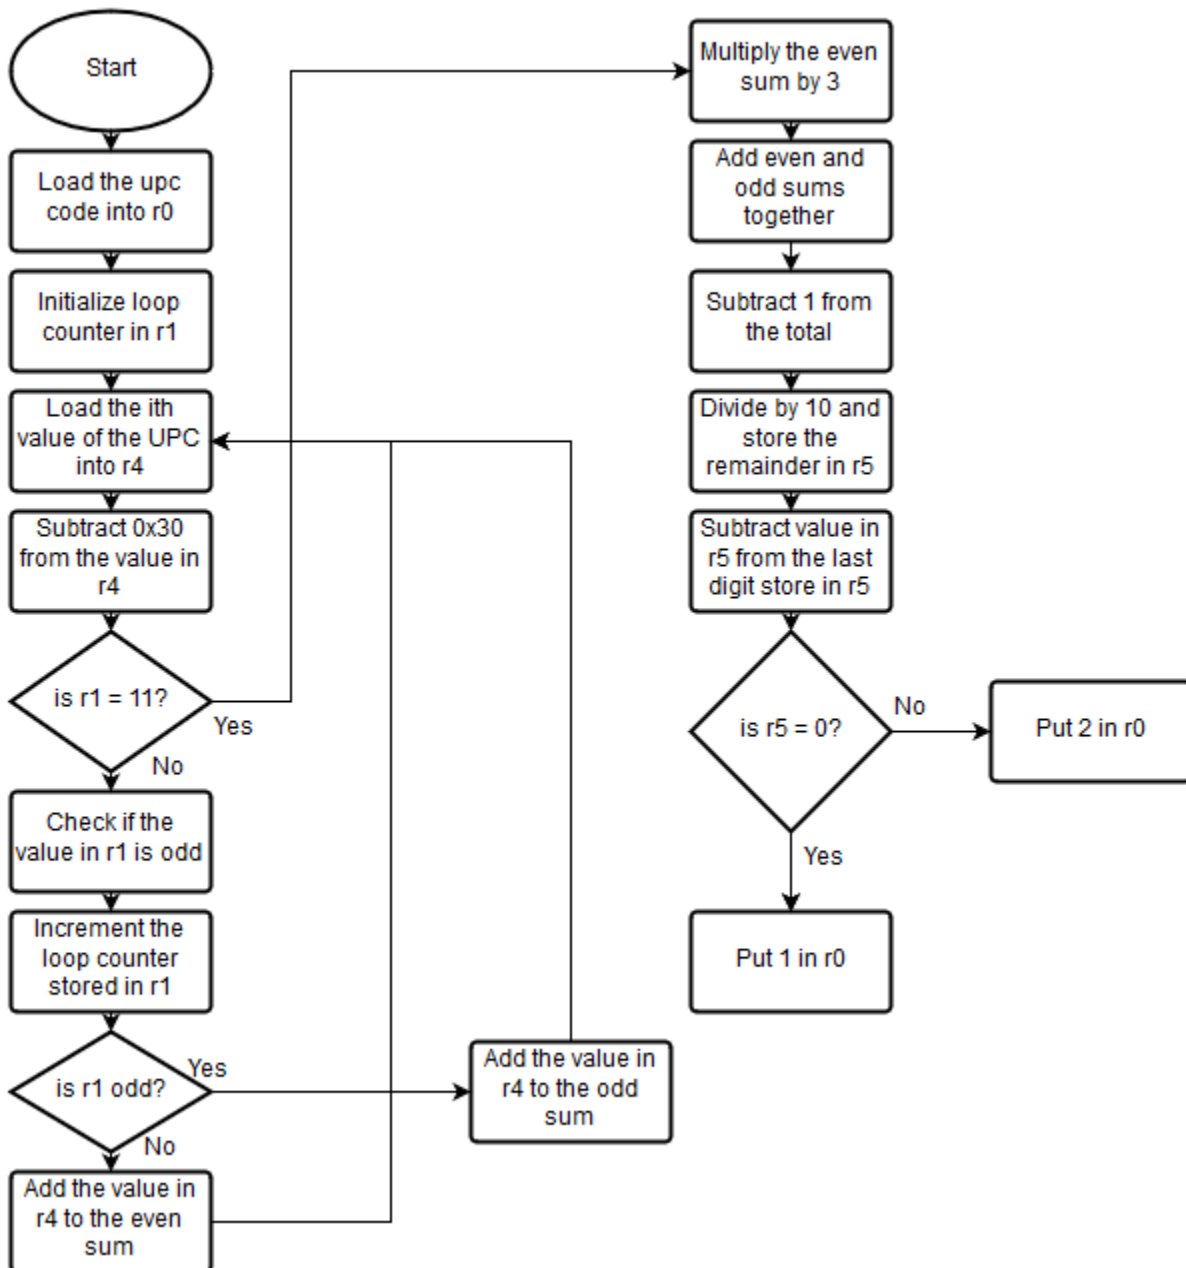 Start
Load the upc
code into r0
Initialize loop
counter in r1
Load the ith
value of the UPC
into r4
Subtract 0x30
from the value in
r4
is r1 = 11?
Yes
No
Check if the
value in r1 is odd
Increment the
loop counter
stored in r1
is r1 odd?
Yes
No
Add the value in
r4 to the even
sum
Add the value in
r4 to the odd
sum
Multiply the even
sum by 3
Add even and
odd sums
together
Subtract 1 from
the total
Divide by 10 and
store the
remainder in r5
Subtract value in
r5 from the last
digit store in r5
is r5 = 0?
No
Put 2 in r0
Yes
Put 1 in r0